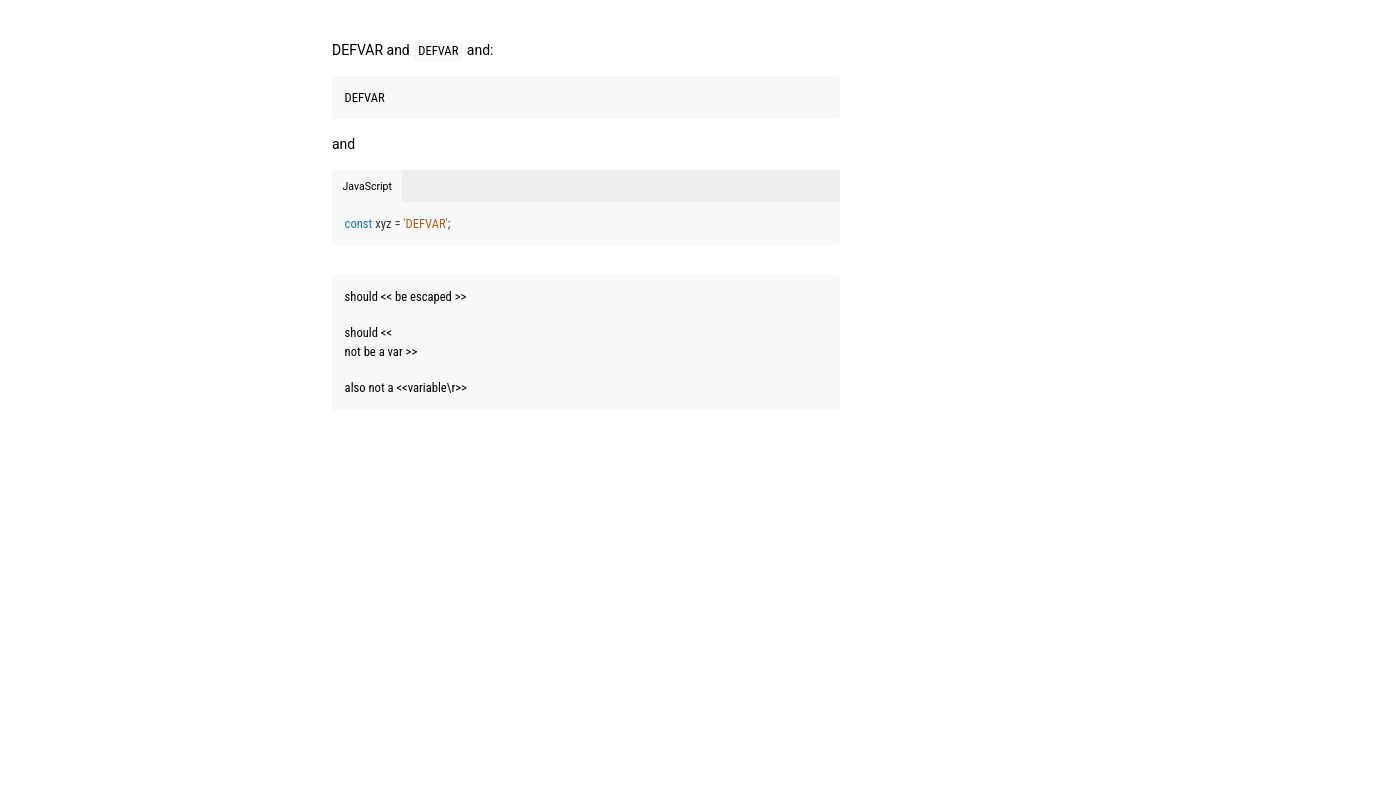 DEFVAR and DEFVAR and:
DEFVAR
and
JavaScript
const xyz = 'DEFVAR';
should << be escaped >>
should <<
not be a var >>
also not a <<variable\r>>